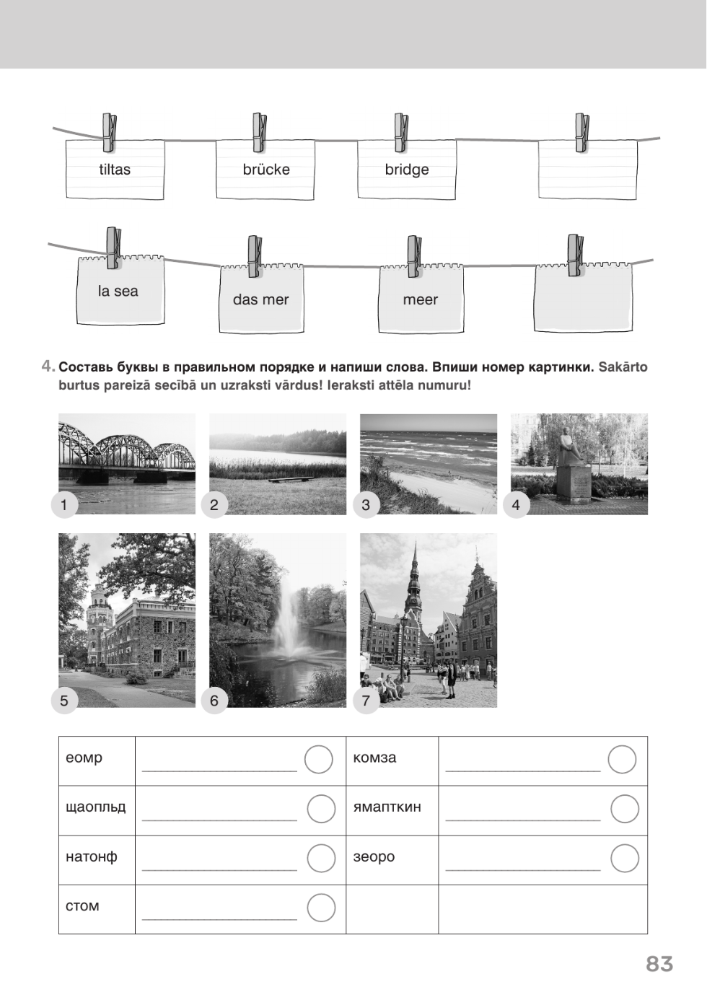 tiltas brücke bridge
la sea das mer meer
4. Составь буквы в правильном порядке и напиши слова. Впиши номер картинки. Sakārto
burtus pareizā secībā un uzraksti vārdus! Ieraksti attēla numuru!
1 2 3 4
5 6 7
еомр комза
щаопльд ямапткин
натонф зеоро
стом
83